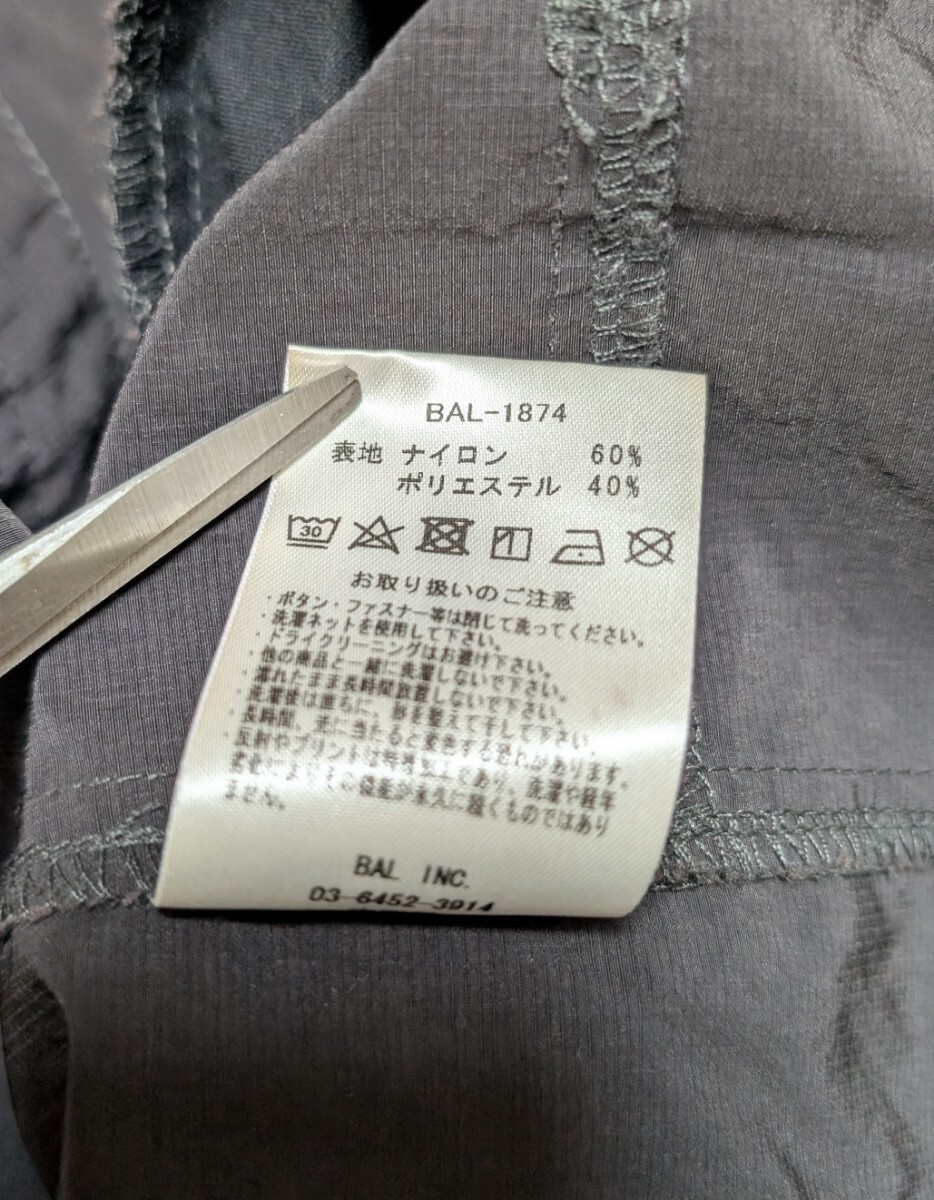 BAL-1874
表地 ナイロン 60%
ポリエステル 40%
30
お取り扱いのご注意
・ボタン・ファスナー等は閉じて洗ってください。
・洗濯ネットを使用して下さい。
・ドライクリーニングはお避け下さい。
・他の商品と一緒に洗濯しないで下さい。
・濡れたまま長時間放置しないで下さい。
・洗濯後は直ちに、形を整えて干して下さい。
・長時間、光に当たると変色する恐れがあります。
・反射やプリントは特殊加工であり、洗濯や経年
劣化によりその機能が永久に続くものではあり
ません。
BAL INC.
03-6452-3914